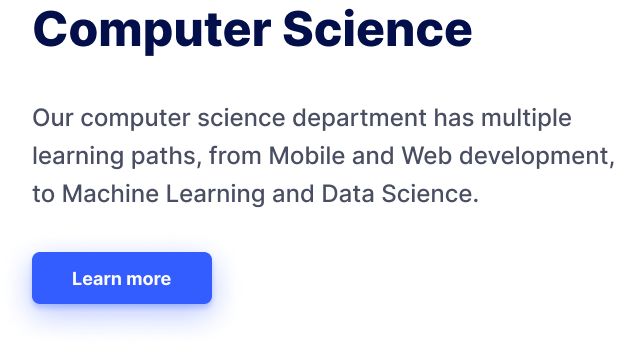 Computer Science
Our computer science department has multiple
learning paths, from Mobile and Web development,
to Machine Learning and Data Science.
Learn more